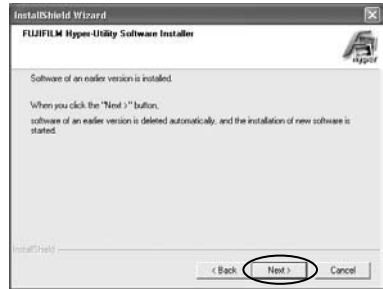 InstallShield Wizard
FUJIFILM Hyper-Utility Software Installer
Hyper
Software of an earlier version is installed.
When you click the "Next >" button,
software of an earlier version is deleted automatically, and the installation of new software is
started.
InstallShield
< Back
Next >
Cancel